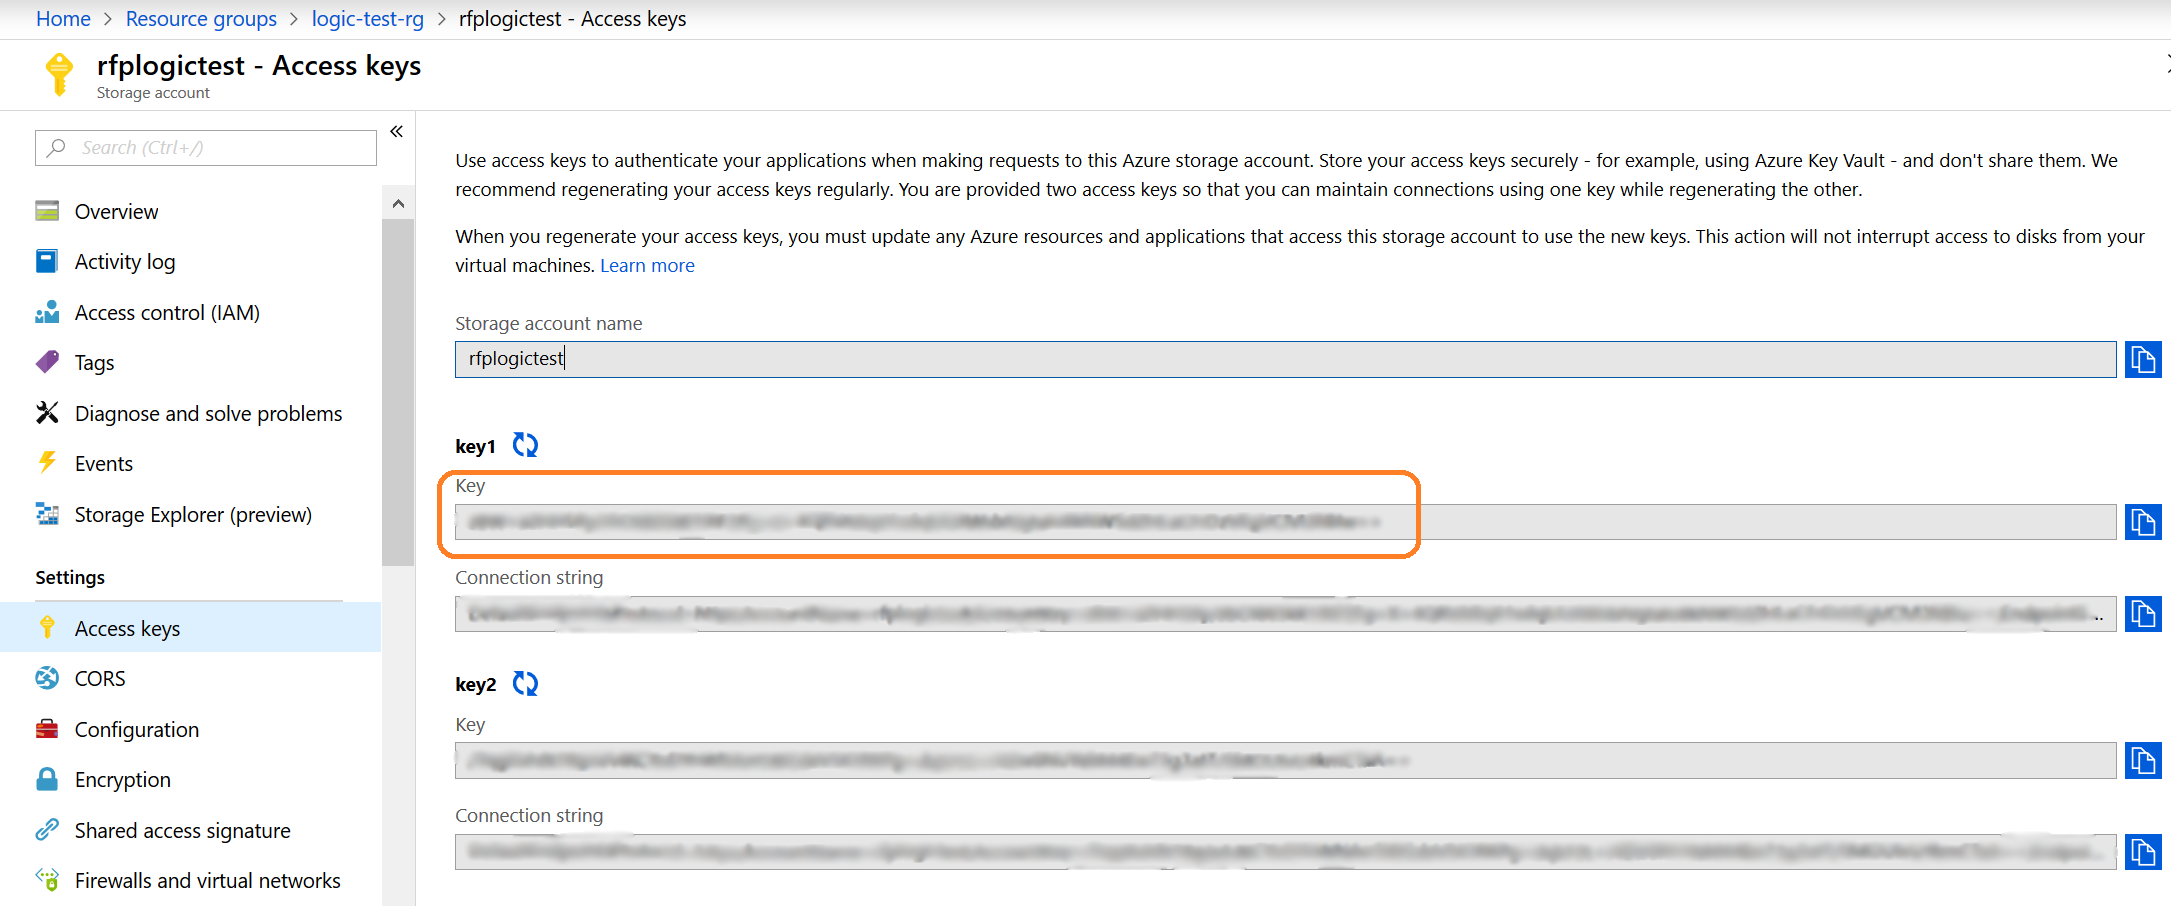 Home > Resource groups > logic-test-rg > rfplogictest - Access keys
rfplogictest - Access keys
Storage account
Search (Ctrl+/)
«
Overview
Activity log
Access control (IAM)
Tags
Diagnose and solve problems
Events
Storage Explorer (preview)
Settings
Access keys
CORS
Configuration
Encryption
Shared access signature
Firewalls and virtual networks
Use access keys to authenticate your applications when making requests to this Azure storage account. Store your access keys securely - for example, using Azure Key Vault - and don't share them. We
recommend regenerating your access keys regularly. You are provided two access keys so that you can maintain connections using one key while regenerating the other.
When you regenerate your access keys, you must update any Azure resources and applications that access this storage account to use the new keys. This action will not interrupt access to disks from your
virtual machines. Learn more
Storage account name
rfplogictest
key1
Key
Connection string
key2
Key
Connection string